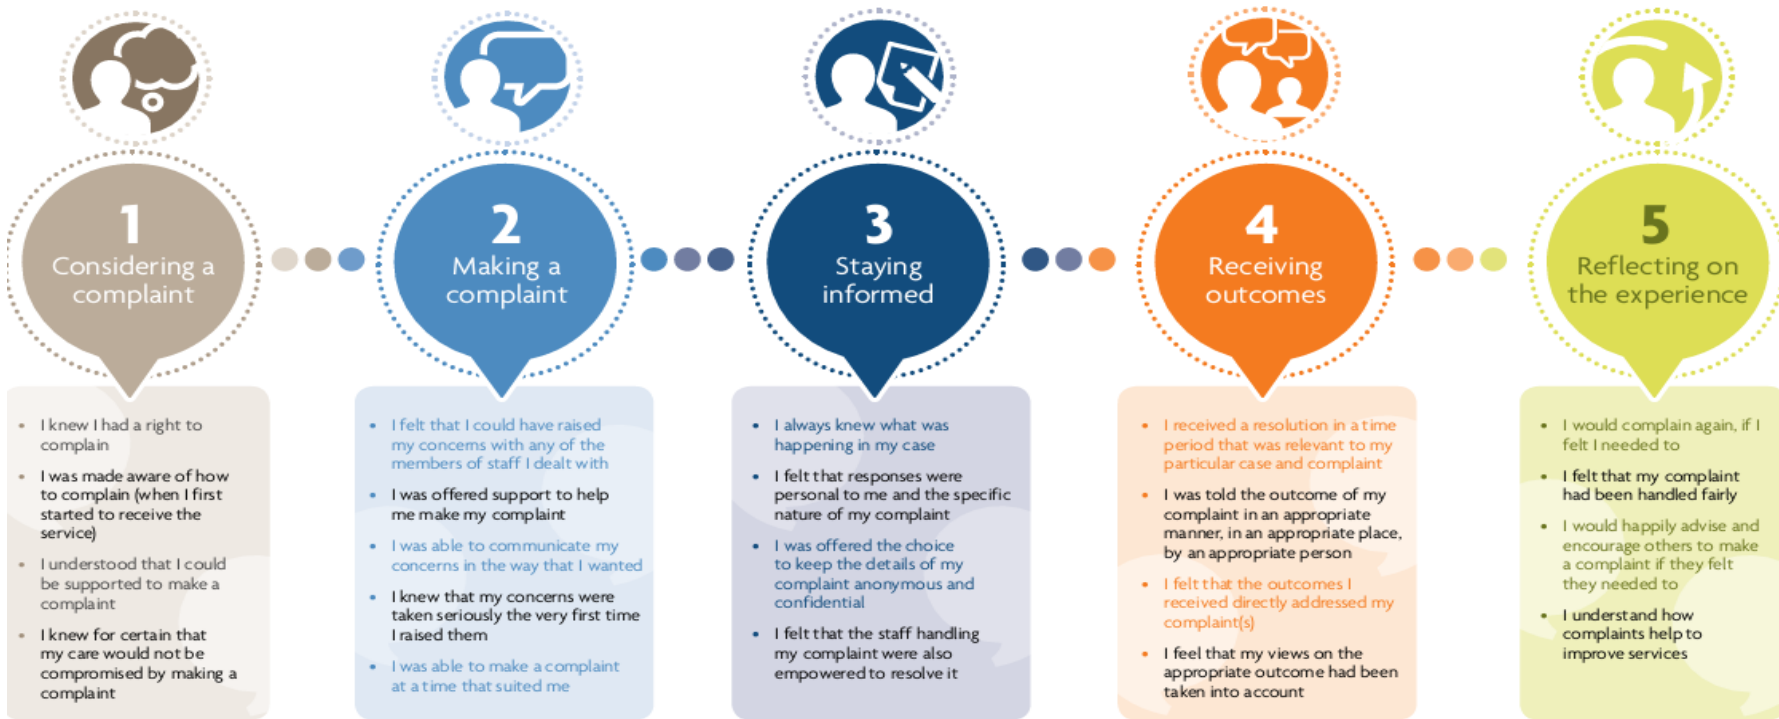 1
Considering a
complaint
• I knew I had a right to
complain
• I was made aware of how
to complain (when I first
started to receive the
service)
• I understood that I could
be supported to make a
complaint
• I knew for certain that
my care would not be
compromised by making a
complaint
2
Making a
complaint
• I felt that I could have raised
my concerns with any of the
members of staff I dealt with
• I was offered support to help
me make my complaint
• I was able to communicate my
concerns in the way that I wanted
• I knew that my concerns were
taken seriously the very first time
I raised them
• I was able to make a complaint
at a time that suited me
3
Staying
informed
• I always knew what was
happening in my case
• I felt that responses were
personal to me and the specific
nature of my complaint
• I was offered the choice
to keep the details of my
complaint anonymous and
confidential
• I felt that the staff handling
my complaint were also
empowered to resolve it
4
Receiving
outcomes
• I received a resolution in a time
period that was relevant to my
particular case and complaint
• I was told the outcome of my
complaint in an appropriate
manner, in an appropriate place,
by an appropriate person
• I felt that the outcomes I
received directly addressed my
complaint(s)
• I feel that my views on the
appropriate outcome had been
taken into account
5
Reflecting on
the experience
• I would complain again, if I
felt I needed to
• I felt that my complaint
had been handled fairly
• I would happily advise and
encourage others to make
a complaint if they felt
they needed to
• I understand how
complaints help to
improve services